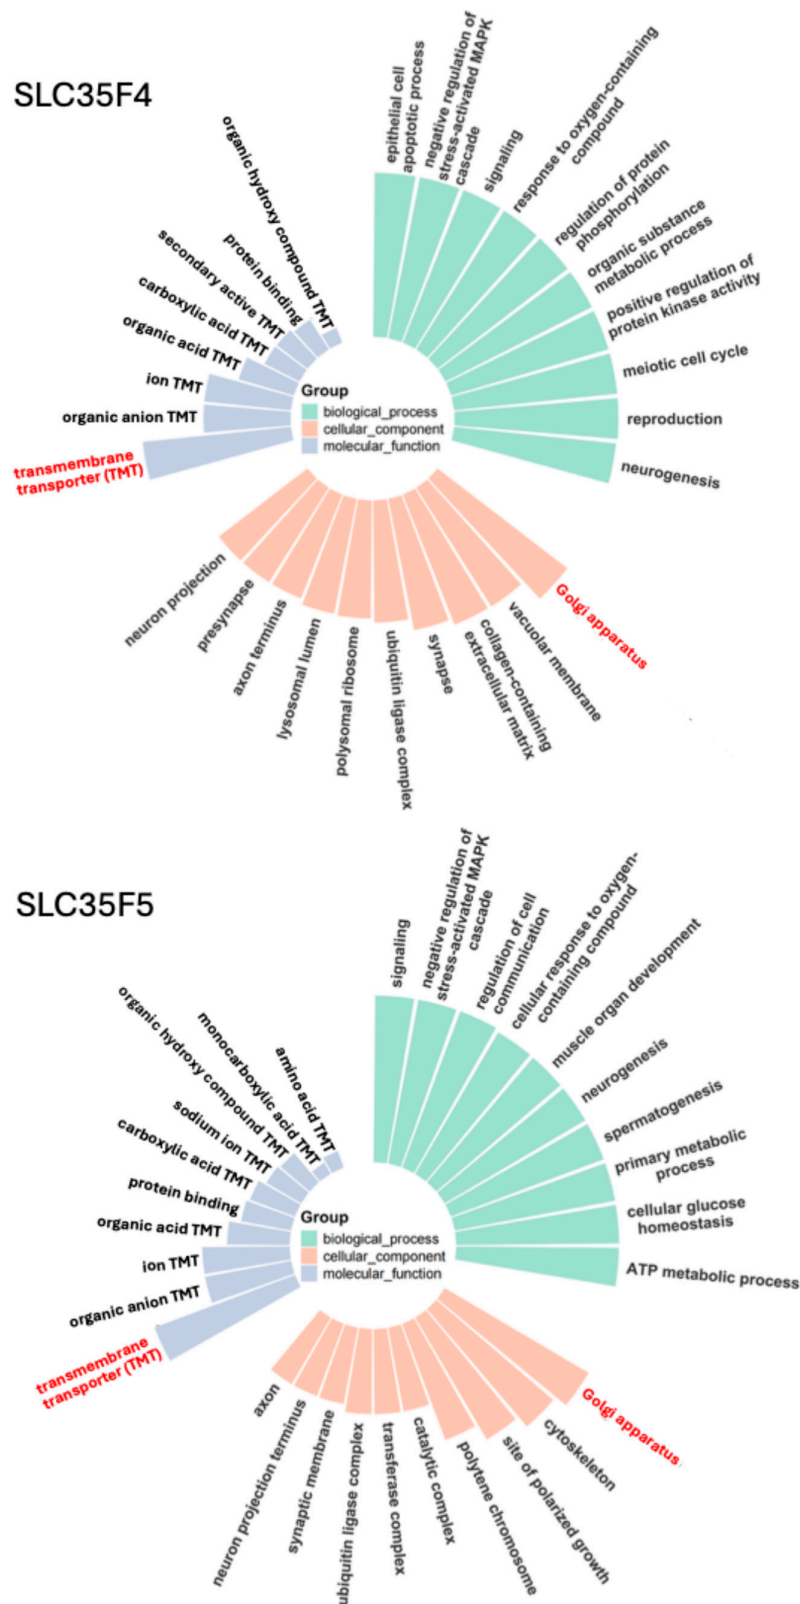 SLC35F4
epithelial cell
apoptotic process
negative regulation of
stress-activated MAPK
cascade
signaling
response to oxygen-containing
compound
regulation of protein
phosphorylation
organic substance
metabolic process
positive regulation of
protein kinase activity
meiotic cell cycle
reproduction
neurogenesis
organic hydroxy compound TMT
protein binding
secondary active TMT
carboxylic acid TMT
organic acid TMT
ion TMT
organic anion TMT
transmembrane
transporter (TMT)
Group
biological_process
cellular_component
molecular_function
neuron projection
presynapse
axon terminus
lysosomal lumen
polysomal ribosome
ubiquitin ligase complex
synapse
collagen-containing
extracellular matrix
vacuolar membrane
Golgi apparatus
SLC35F5
signaling
negative regulation of
stress-activated MAPK
cascade
regulation of cell
communication
cellular response to oxygen-
containing compound
muscle organ development
neurogenesis
spermatogenesis
primary metabolic
process
cellular glucose
homeostasis
ATP metabolic process
amino acid TMT
monocarboxylic acid TMT
organic hydroxy compound TMT
sodium ion TMT
carboxylic acid TMT
protein binding
organic acid TMT
ion TMT
organic anion TMT
transmembrane
transporter (TMT)
Group
biological_process
cellular_component
molecular_function
axon
neuron projection terminus
synaptic membrane
ubiquitin ligase complex
transferase complex
catalytic complex
polytene chromosome
site of polarized growth
cytoskeleton
Golgi apparatus